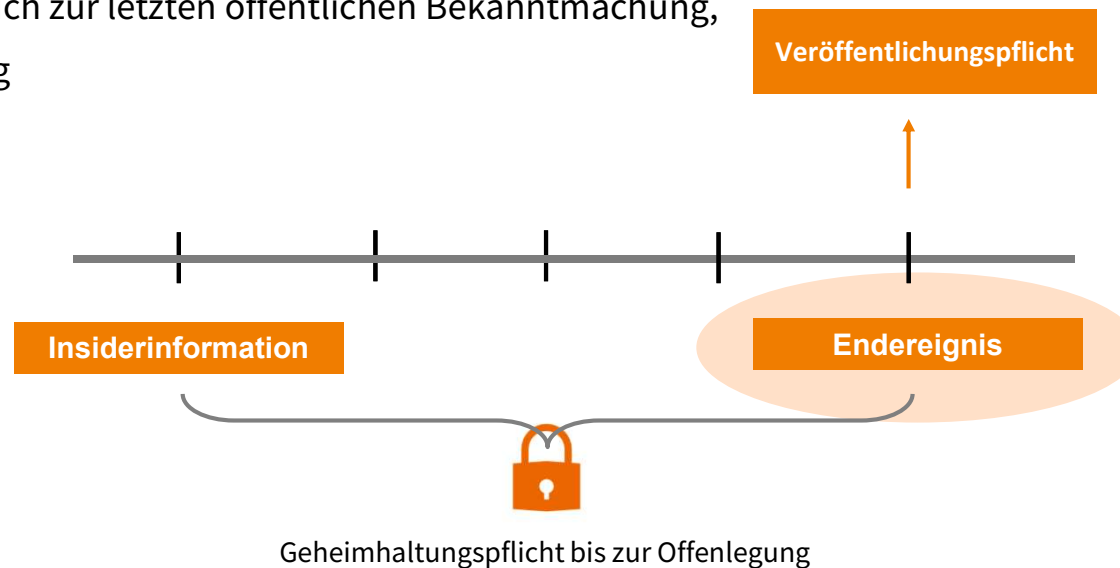 ch zur letzten öffentlichen Bekanntmachung,
g
Veröffentlichungspflicht
Insiderinformation
Endereignis
Geheimhaltungspflicht bis zur Offenlegung